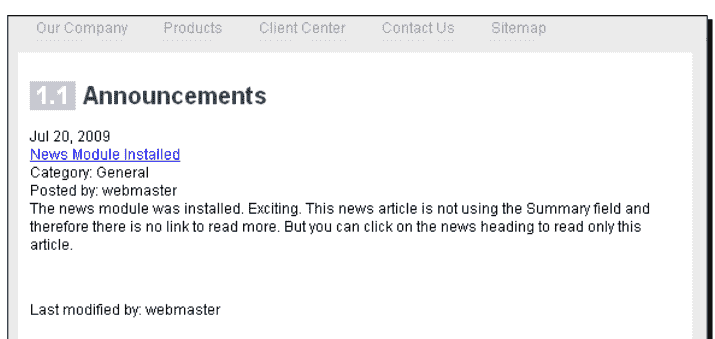 Our Company Products Client Center Contact Us Sitemap
1.1 Announcements
Jul 20, 2009
News Module Installed
Category: General
Posted by: webmaster
The news module was installed. Exciting. This news article is not using the Summary field and
therefore there is no link to read more. But you can click on the news heading to read only this
article.
Last modified by: webmaster